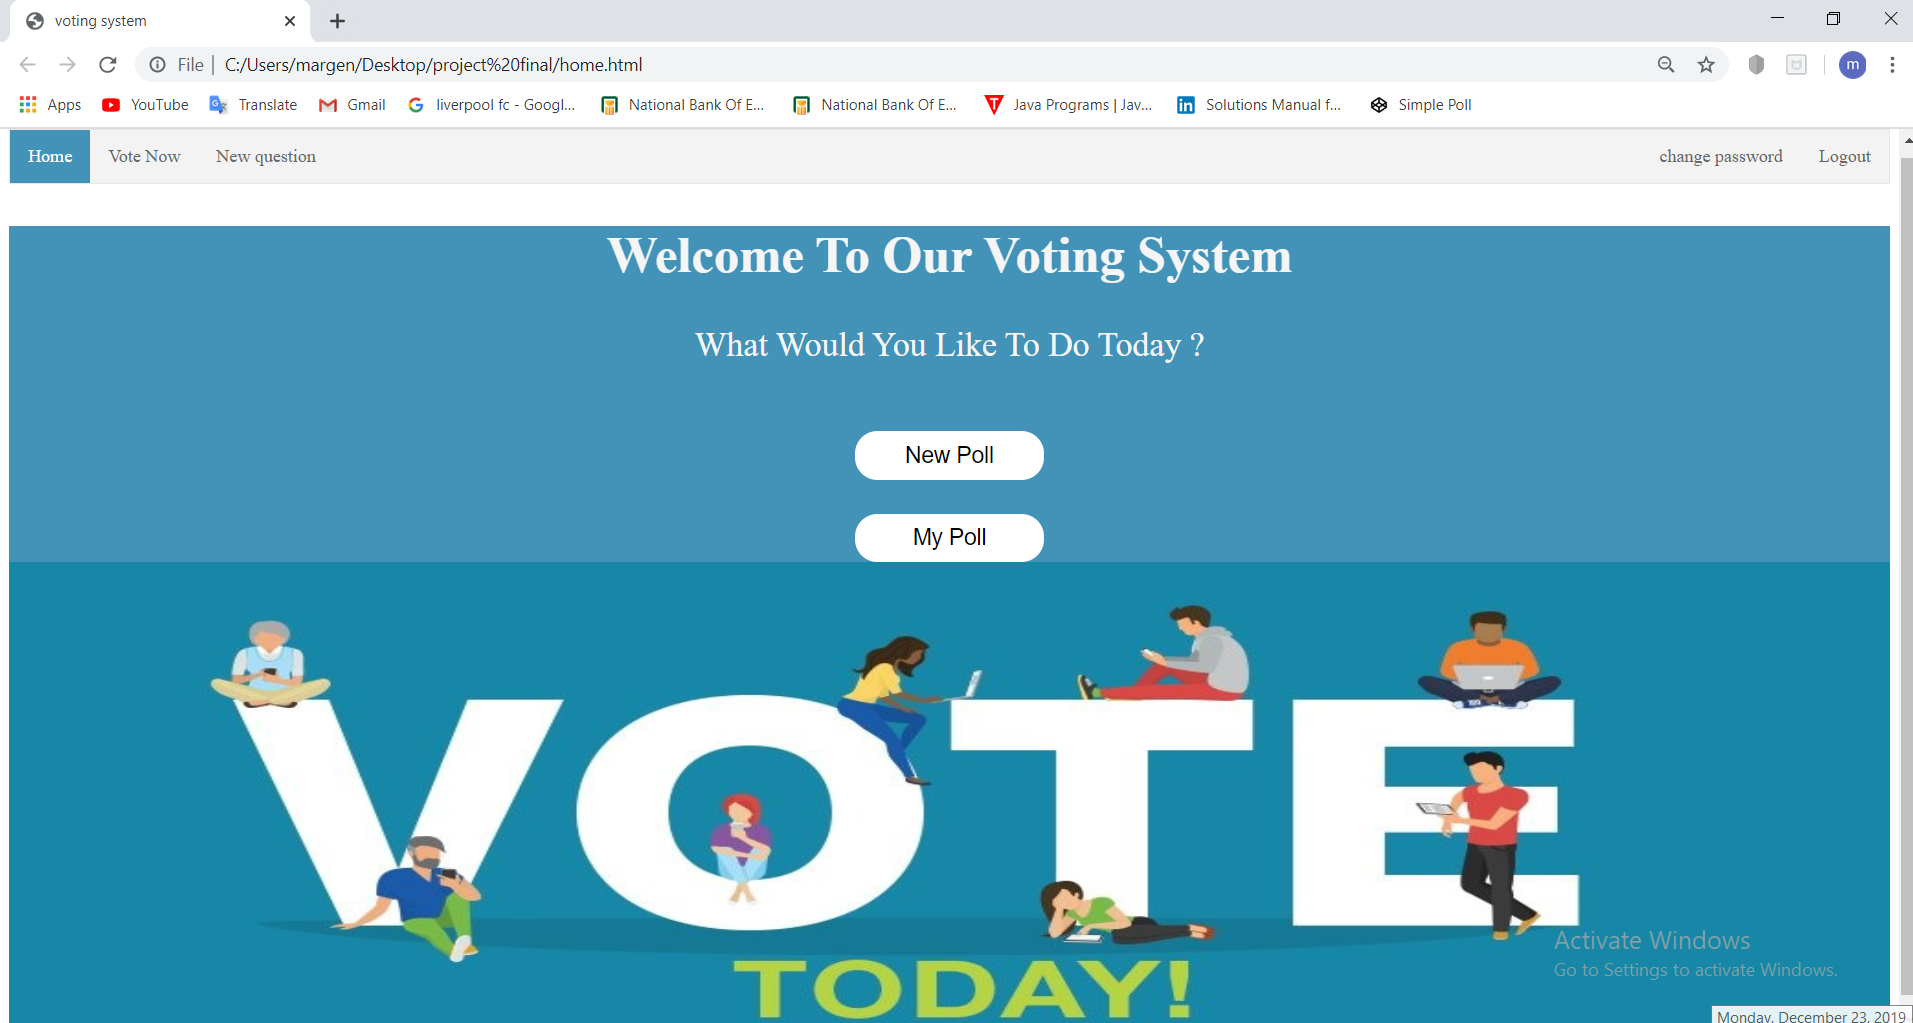 voting system
File | C:/Users/margen/Desktop/project%20final/home.html
m
Apps YouTube Translate Gmail liverpool fc - Googl... National Bank Of E... National Bank Of E... Java Programs | Jav... Solutions Manual f... Simple Poll
Home Vote Now New question change password Logout
Welcome To Our Voting System
What Would You Like To Do Today ?
New Poll
My Poll
VOTE
TODAY!
Activate Windows
Go to Settings to activate Windows.
Monday, December 23, 2019